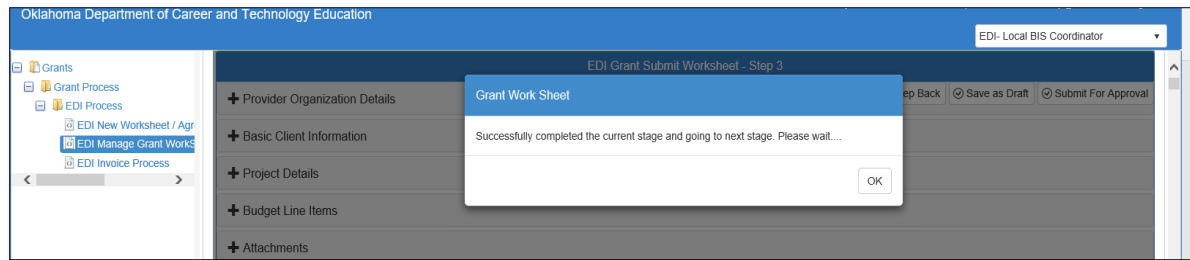 Oklahoma Department of Career and Technology Education
EDI- Local BIS Coordinator
Grants
Grant Process
EDI Process
EDI New Worksheet / Agr
EDI Manage Grant WorkS
EDI Invoice Process
EDI Grant Submit Worksheet - Step 3
Provider Organization Details
ep Back
Save as Draft
Submit For Approval
Basic Client Information
Project Details
Budget Line Items
Attachments
Grant Work Sheet
Successfully completed the current stage and going to next stage. Please wait....
OK